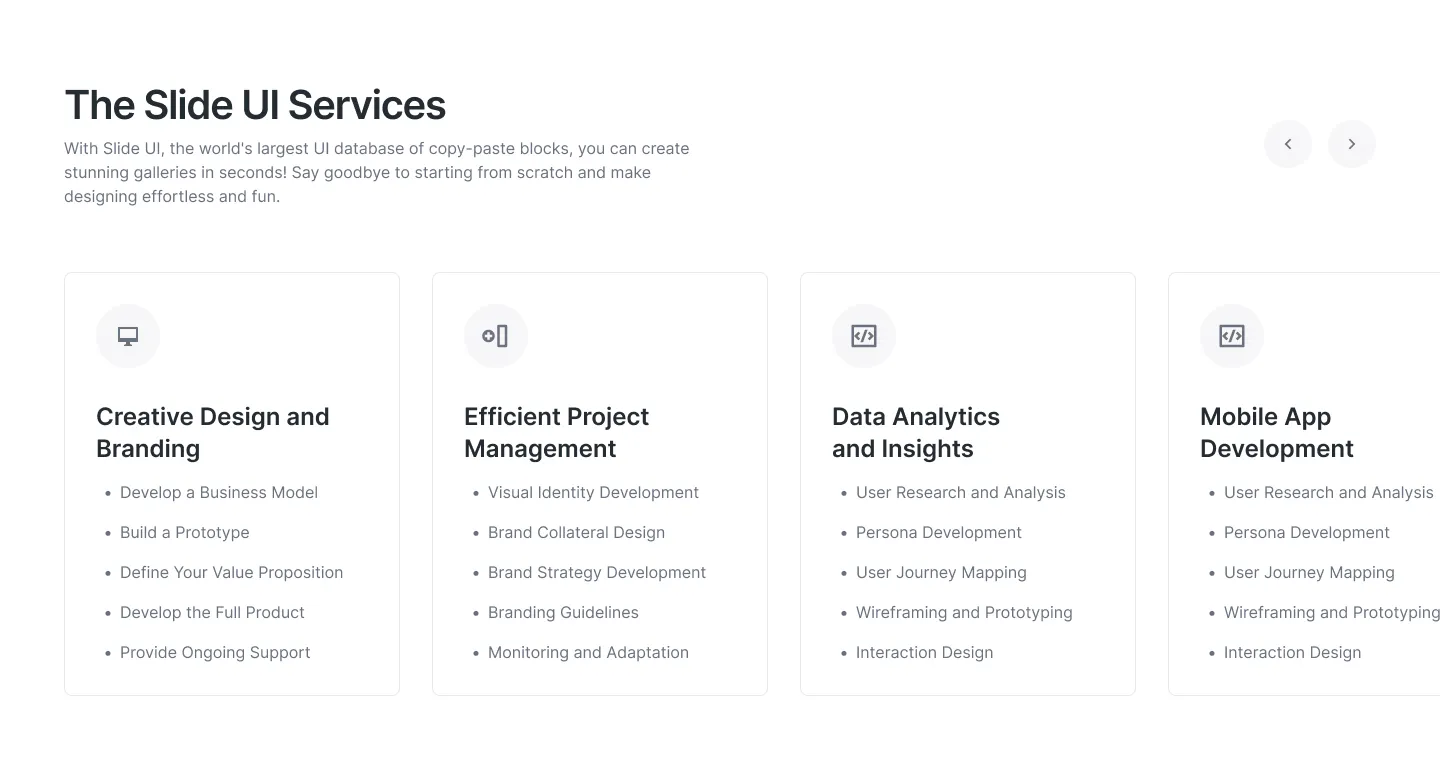 The Slide UI Services
With Slide UI, the world's largest UI database of copy-paste blocks, you can create
stunning galleries in seconds! Say goodbye to starting from scratch and make
designing effortless and fun.
Creative Design and
Branding
• Develop a Business Model
• Build a Prototype
• Define Your Value Proposition
• Develop the Full Product
• Provide Ongoing Support
Efficient Project
Management
• Visual Identity Development
• Brand Collateral Design
• Brand Strategy Development
• Branding Guidelines
• Monitoring and Adaptation
Data Analytics
and Insights
• User Research and Analysis
• Persona Development
• User Journey Mapping
• Wireframing and Prototyping
• Interaction Design
Mobile App
Development
• User Research and Analysis
• Persona Development
• User Journey Mapping
• Wireframing and Prototyping
• Interaction Design